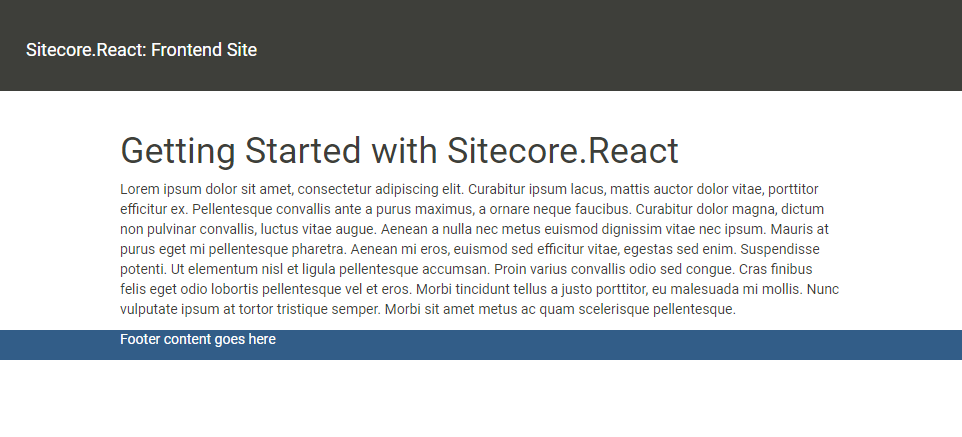 Sitecore.React: Frontend Site
Getting Started with Sitecore.React
Lorem ipsum dolor sit amet, consectetur adipiscing elit. Curabitur ipsum lacus, mattis auctor dolor vitae, porttitor
efficitur ex. Pellentesque convallis ante a purus maximus, a ornare neque faucibus. Curabitur dolor magna, dictum
non pulvinar convallis, luctus vitae augue. Aenean a nulla nec metus euismod dignissim vitae nec ipsum. Mauris at
purus eget mi pellentesque pharetra. Aenean mi eros, euismod sed efficitur vitae, egestas sed enim. Suspendisse
potenti. Ut elementum nisl et ligula pellentesque accumsan. Proin varius convallis odio sed congue. Cras finibus
felis eget odio lobortis pellentesque vel et eros. Morbi tincidunt tellus a justo porttitor, eu malesuada mi mollis. Nunc
vulputate ipsum at tortor tristique semper. Morbi sit amet metus ac quam scelerisque pellentesque.
Footer content goes here